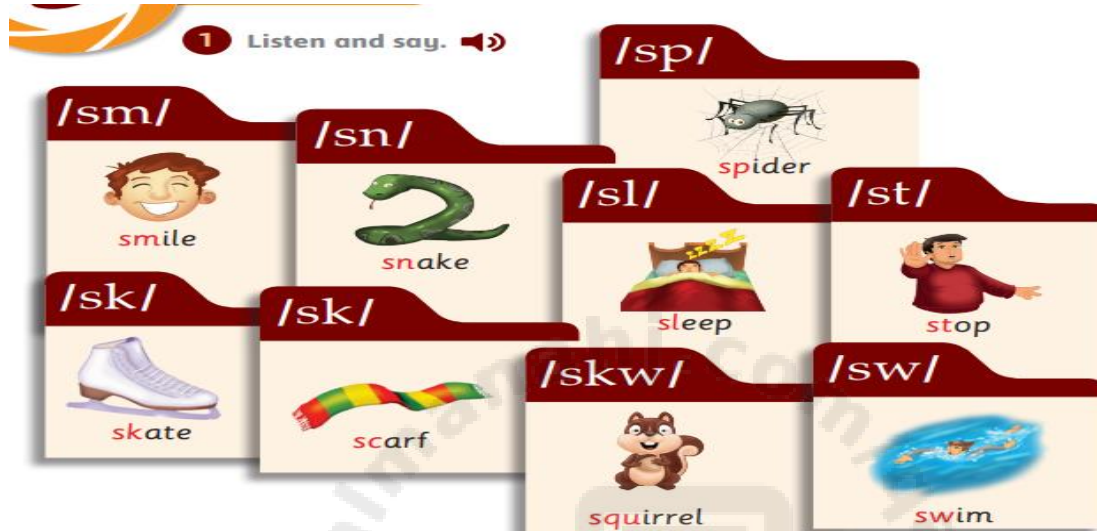 1 Listen and say.
/sp/
spider
/sm/
smile
/sn/
snake
/sl/
sleep
/st/
stop
/sk/
skate
/sk/
scarf
/skw/
squirrel
/sw/
swim
zzzz